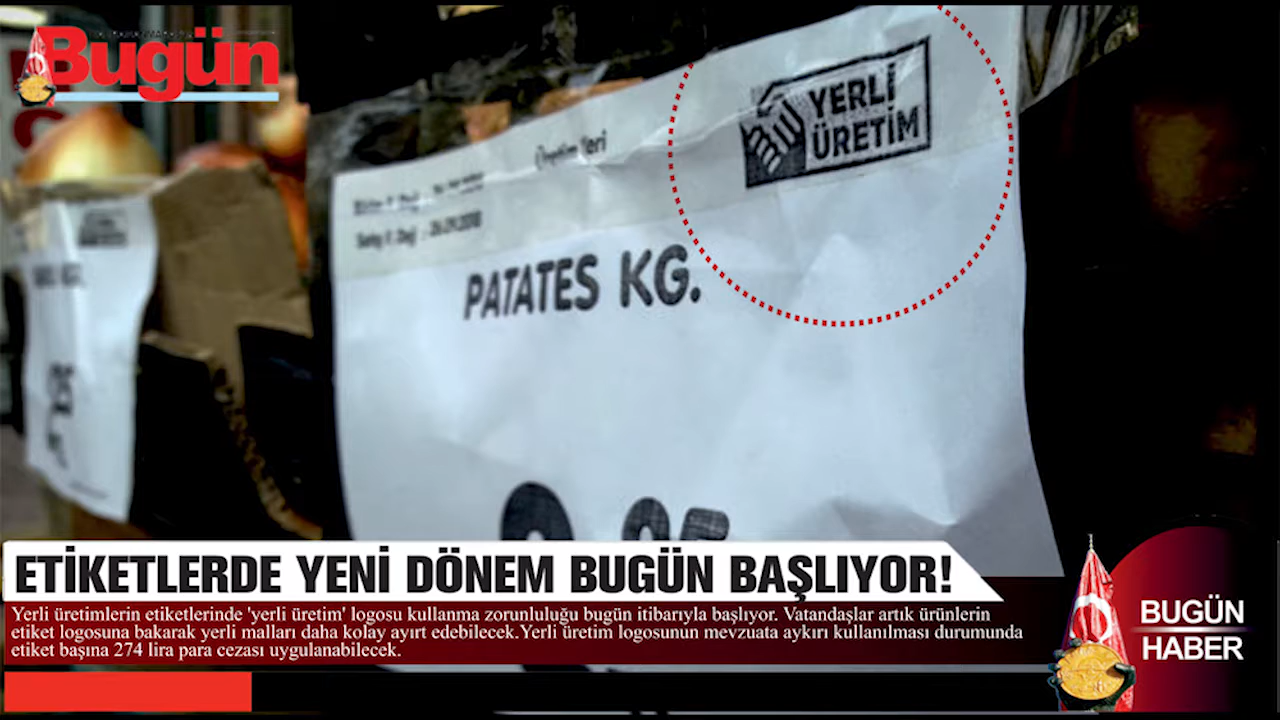 Bugün
YERLİ
ÜRETİM
Yeri
PATATES KG.
ETİKETLERDE YENİ DÖNEM BUGÜN BAŞLIYOR!
Yerli üretimlerin etiketlerinde 'yerli üretim' logosu kullanma zorunluluğu bugün itibarıyla başlıyor. Vatandaşlar artık ürünlerin
etiket logosuna bakarak yerli malları daha kolay ayırt edebilecek.Yerli üretim logosunun mevzuata aykırı kullanılması durumunda
etiket başına 274 lira para cezası uygulanabilecek.
BUGÜN
HABER